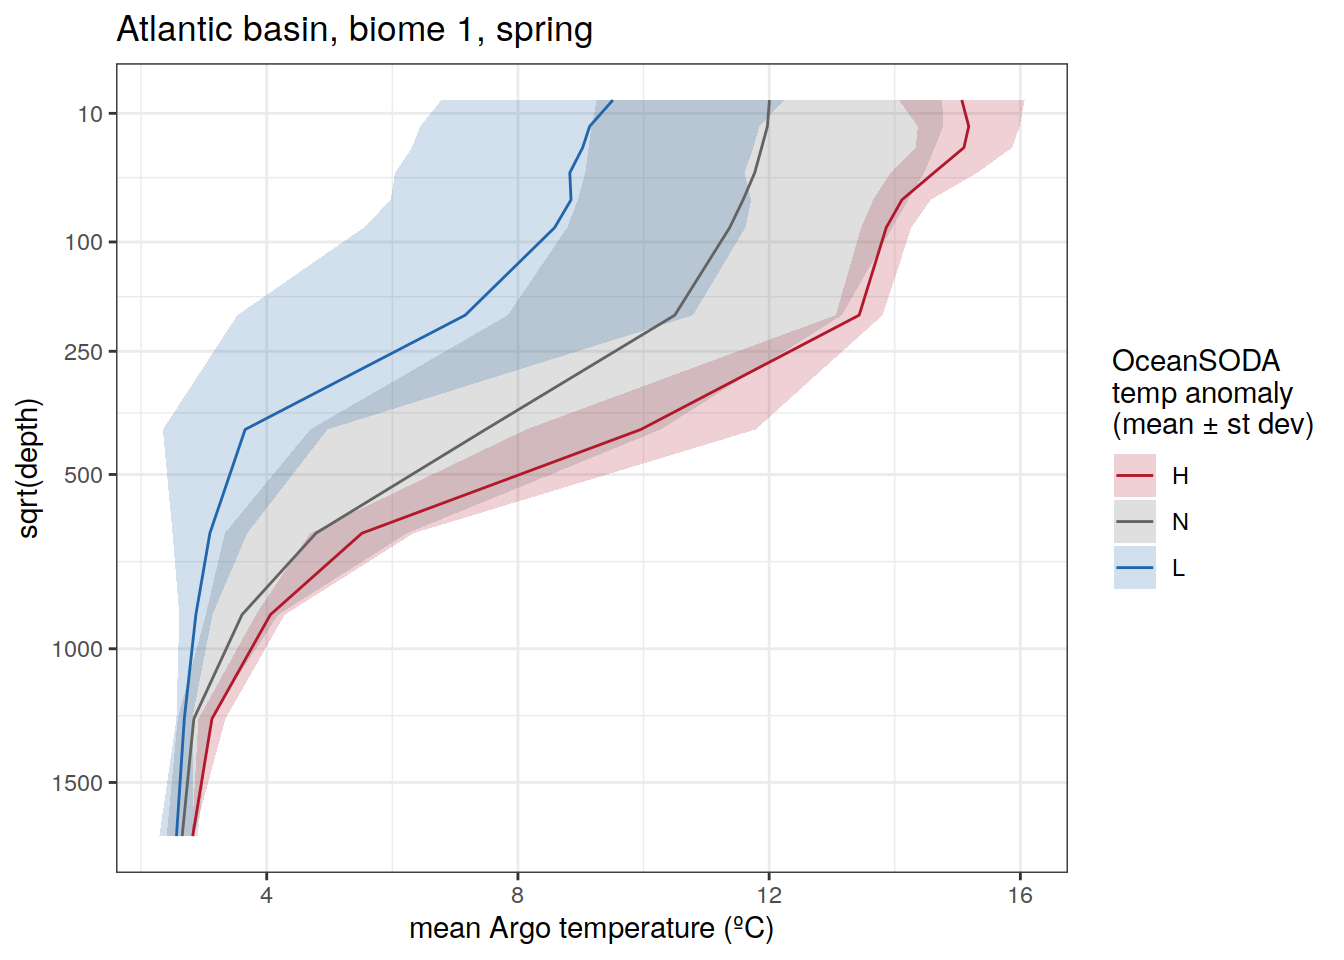 Atlantic basin, biome 1, spring
sqrt(depth)
10
100
250
500
1000
1500
4
8
12
16
mean Argo temperature (ºC)
OceanSODA
temp anomaly
(mean ± st dev)
H
N
L